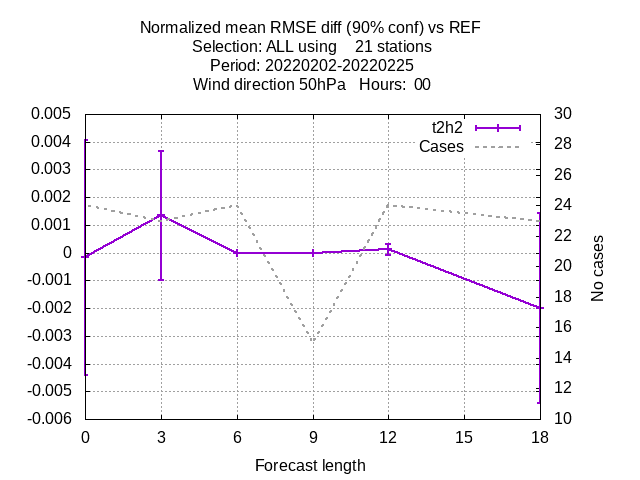 Normalized mean RMSE diff (90% conf) vs REF
Selection: ALL using    21 stations
Period: 20220202-20220225
Wind direction 50hPa   Hours:  00
t2h2
Cases
0.005
0.004
0.003
0.002
0.001
0
-0.001
-0.002
-0.003
-0.004
-0.005
-0.006
30
28
26
24
22
20
18
16
14
12
10
No cases
0 3 6 9 12 15 18
Forecast length